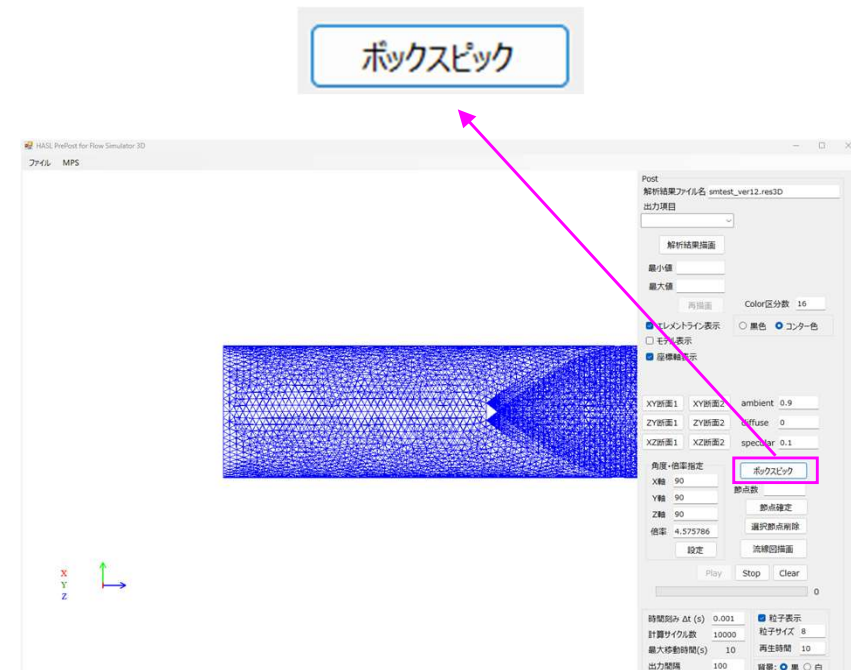 ボックスピック
HASL PrePost for Flow Simulator 3D
ファイル MPS
Post
解析結果ファイル名 smtest_ver12.res3D
出力項目
解析結果描画
最小値
最大値
再描画 Color区分数 16
エレメントライン表示 黒色 コンター色
モデル表示
座標軸表示
XY断面1 XY断面2 ambient 0.9
ZY断面1 ZY断面2 diffuse 0
XZ断面1 XZ断面2 specular 0.1
角度・倍率指定 ボックスピック
X軸 90 節点数
Y軸 90 節点確定
Z軸 90 選択節点削除
倍率 4.575786
設定 流線図描画
Play Stop Clear
0
X
Y
Z
時間刻み Δt (s) 0.001 粒子表示
計算サイクル数 10000 粒子サイズ 8
最大移動時間(s) 10 再生時間 10
出力間隔 100 背景: 黒 白